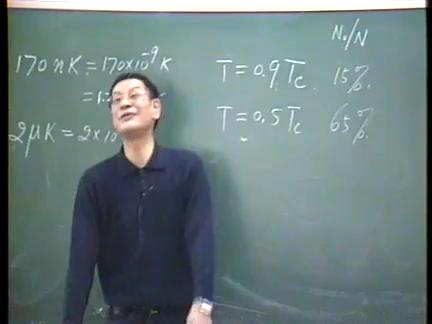 170 nK = 170×10⁻⁹ K
= 1.
2 μK = 2×10
N₀/N
T = 0.9 Tc . 15%.
T = 0.5 Tc 65%.